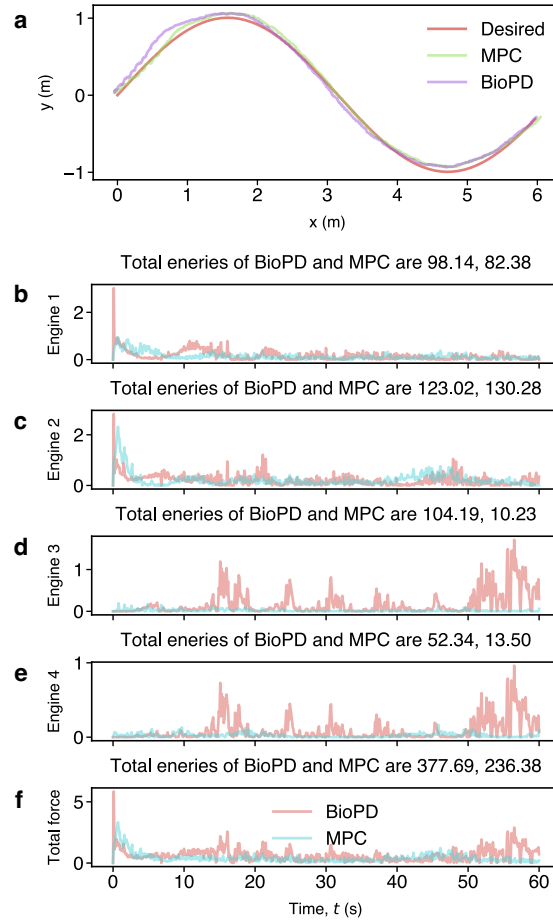 a
1
0
−1
y (m)
Desired
MPC
BioPD
0 1 2 3 4 5 6
x (m)
Total eneries of BioPD and MPC are 98.14, 82.38
b
Engine 1
2
0
Total eneries of BioPD and MPC are 123.02, 130.28
c
Engine 2
2
0
Total eneries of BioPD and MPC are 104.19, 10.23
d
Engine 3
1
0
Total eneries of BioPD and MPC are 52.34, 13.50
e
Engine 4
1
0
Total eneries of BioPD and MPC are 377.69, 236.38
f
Total force
5
0
BioPD
MPC
0 10 20 30 40 50 60
Time, t (s)